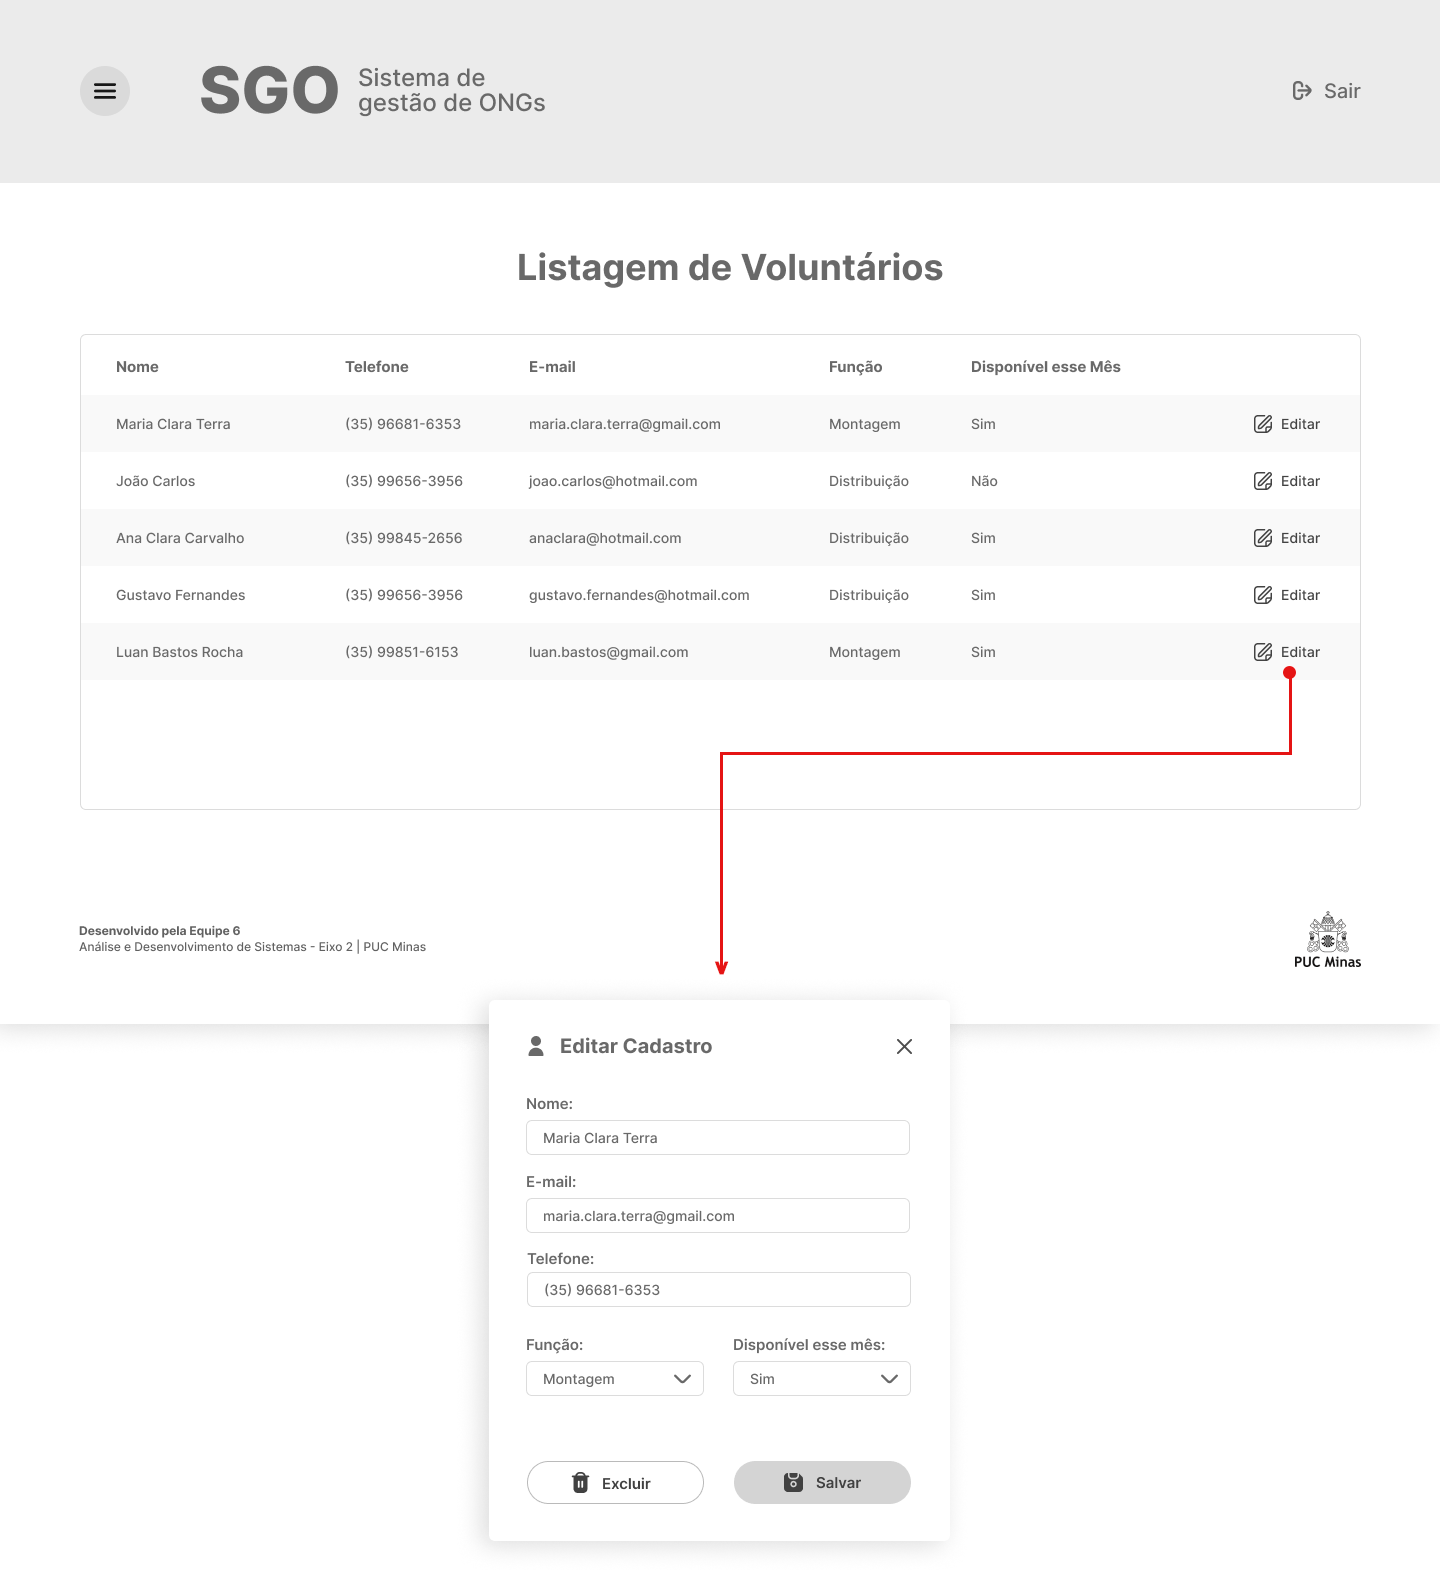 SGO
Sistema de
gestão de ONGs
Sair
Listagem de Voluntários
Nome Telefone E-mail Função Disponível esse Mês
Maria Clara Terra (35) 96681-6353 maria.clara.terra@gmail.com Montagem Sim Editar
João Carlos (35) 99656-3956 joao.carlos@hotmail.com Distribuição Não Editar
Ana Clara Carvalho (35) 99845-2656 anaclara@hotmail.com Distribuição Sim Editar
Gustavo Fernandes (35) 99656-3956 gustavo.fernandes@hotmail.com Distribuição Sim Editar
Luan Bastos Rocha (35) 99851-6153 luan.bastos@gmail.com Montagem Sim Editar
Desenvolvido pela Equipe 6
Análise e Desenvolvimento de Sistemas - Eixo 2 | PUC Minas
PUC Minas
Editar Cadastro
Nome:
Maria Clara Terra
E-mail:
maria.clara.terra@gmail.com
Telefone:
(35) 96681-6353
Função: Disponível esse mês:
Montagem Sim
Excluir Salvar